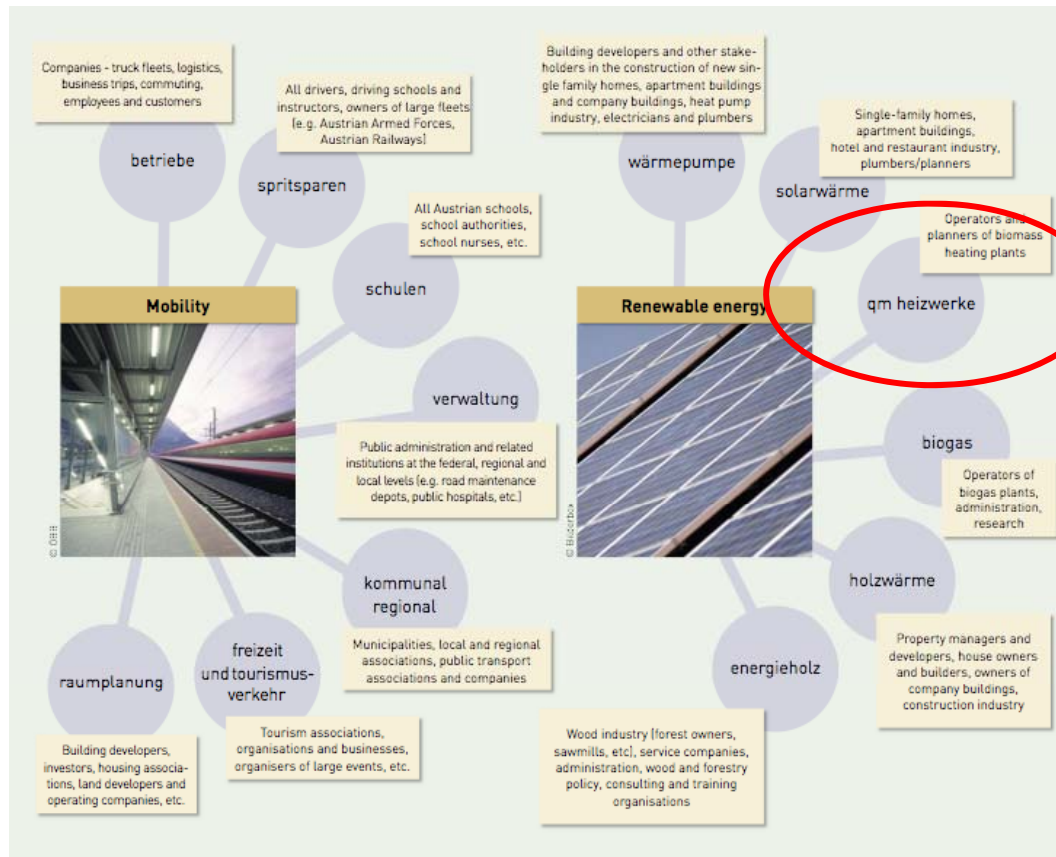 Companies - truck fleets, logistics,
business trips, commuting,
employees and customers
betriebe
All drivers, driving schools and
instructors, owners of large fleets
(e.g. Austrian Armed Forces,
Austrian Railways)
spritsparen
All Austrian schools,
school authorities,
school nurses, etc.
schulen
Mobility
verwaltung
Public administration and related
institutions at the federal, regional and
local levels (e.g. road maintenance
depots, public hospitals, etc.)
© ÖBB
kommunal
regional
Municipalities, local and regional
associations, public transport
associations and companies
freizeit
und tourismus-
verkehr
Tourism associations,
organisations and businesses,
organisers of large events, etc.
raumplanung
Building developers,
investors, housing associa-
tions, land developers and
operating companies, etc.
Building developers and other stake-
holders in the construction of new sin-
gle family homes, apartment buildings
and company buildings, heat pump
industry, electricians and plumbers
wärmepumpe
Single-family homes,
apartment buildings,
hotel and restaurant industry,
plumbers/planners
solarwärme
Operators and
planners of biomass
heating plants
qm heizwerke
Renewable energy
biogas
Operators of
biogas plants,
administration,
research
© Bilderbox
holzwärme
Property managers and
developers, house owners
and builders, owners of
company buildings,
construction industry
energieholz
Wood industry (forest owners,
sawmills, etc), service companies,
administration, wood and forestry
policy, consulting and training
organisations